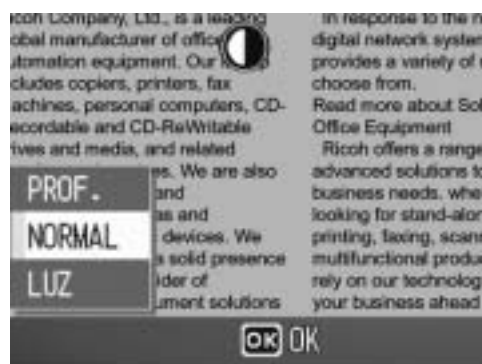 icoh Company, Ltd., is a leading
obal manufacturer of office
utomation equipment. Our
cludes copiers, printers, fax
achines, personal computers, CD-
ecordable and CD-ReWritable
rives and media, and related
es. We are also
and
as and
devices. We
a solid presence
ider of
ument solutions
In response to the n
digital network system
provides a variety of
choose from.
Read more about Sol
Office Equipment
Ricoh offers a range
advanced solutions to
business needs. whe
looking for stand-alon
printing, faxing, scann
multifunctional produ
rely on our technolog
your business ahead
PROF.
NORMAL
LUZ
OK OK